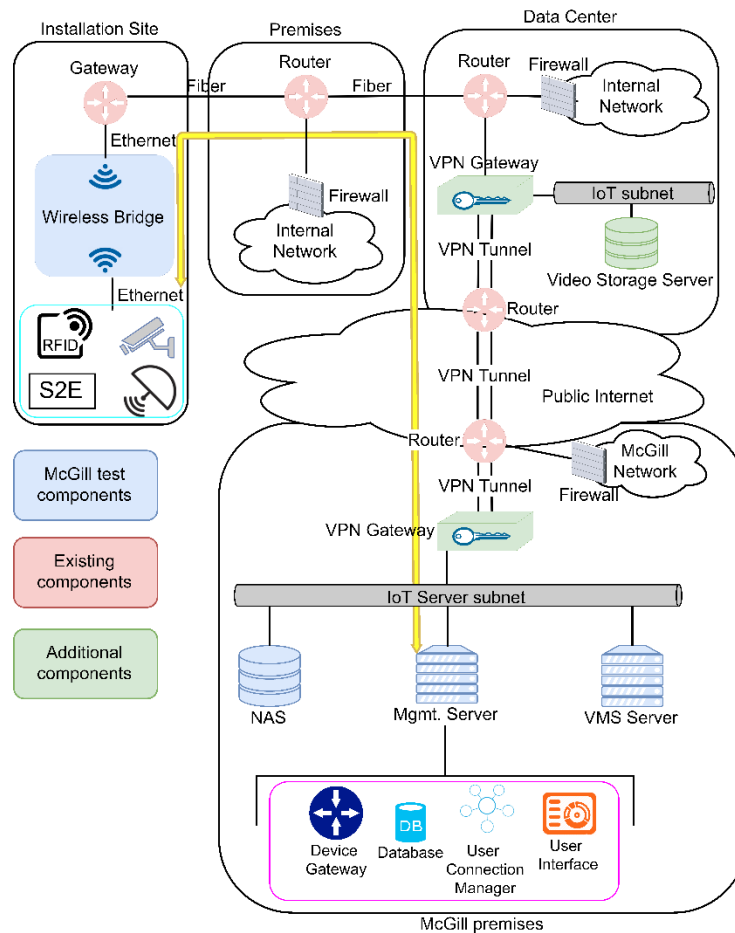 Installation Site
Premises
Data Center
Gateway
Router
Router
Firewall
Internal
Network
Fiber
Fiber
Ethernet
Wireless Bridge
Ethernet
RFID
S2E
Firewall
Internal
Network
VPN Gateway
IoT subnet
VPN Tunnel
Video Storage Server
Router
VPN Tunnel
Public Internet
Router
McGill
Network
Firewall
VPN Tunnel
VPN Gateway
McGill test
components
Existing
components
Additional
components
IoT Server subnet
NAS
Mgmt. Server
VMS Server
DB
Device
Gateway
Database
User
Connection
Manager
User
Interface
McGill premises